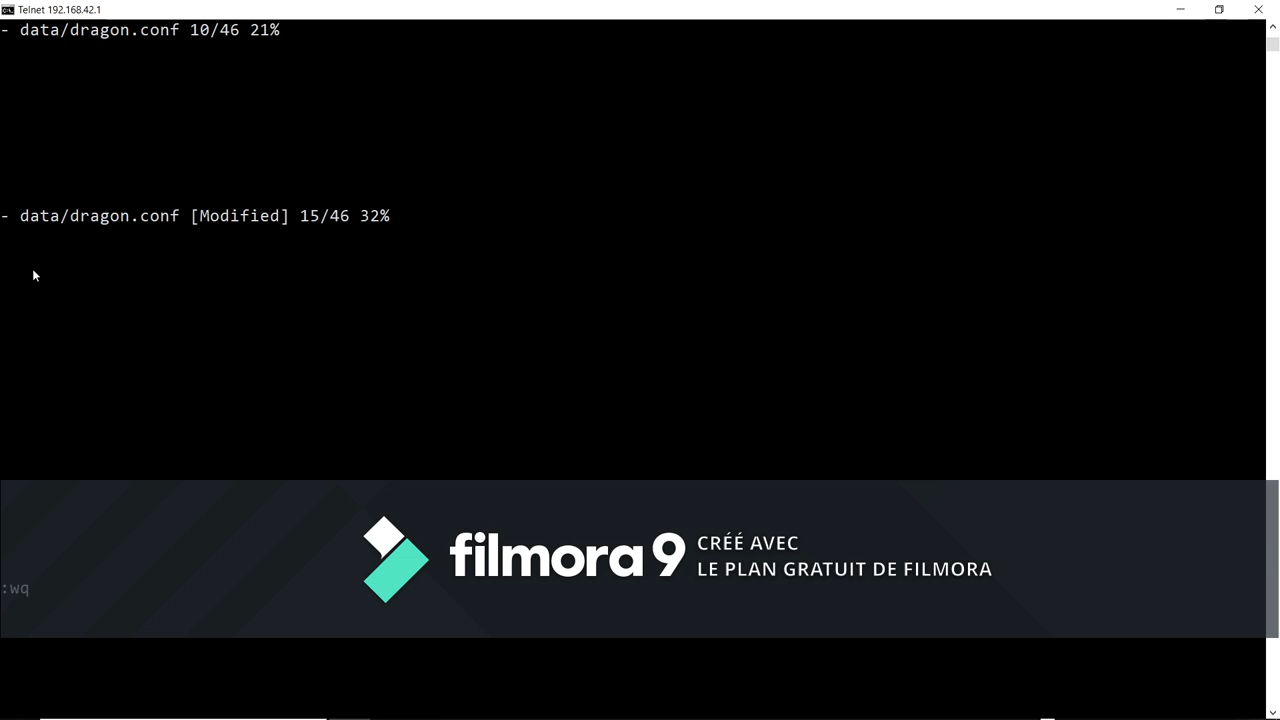 Telnet 192.168.42.1
- data/dragon.conf 10/46 21%
- data/dragon.conf [Modified] 15/46 32%
filmora 9 CRÉÉ AVEC
LE PLAN GRATUIT DE FILMORA
:wq